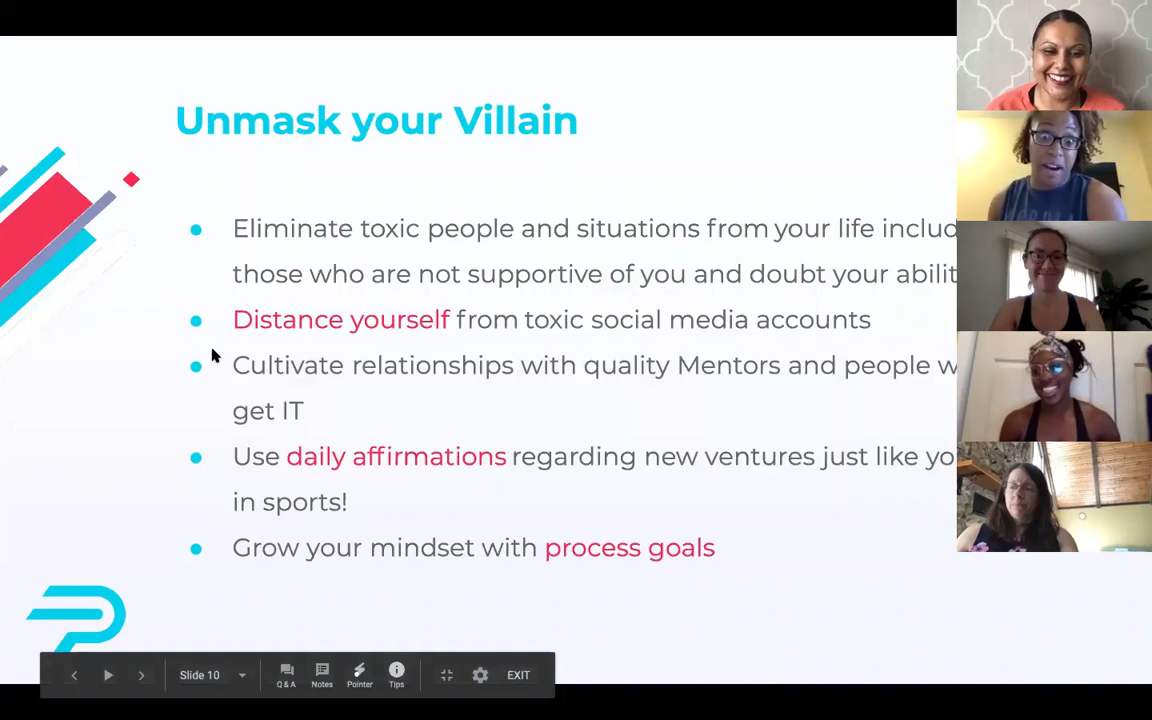 Unmask your Villain
Eliminate toxic people and situations from your life includ
those who are not supportive of you and doubt your abilit
Distance yourself from toxic social media accounts
Cultivate relationships with quality Mentors and people w
get IT
Use daily affirmations regarding new ventures just like yo
in sports!
Grow your mindset with process goals
Slide 10
Q & A
Notes
Pointer
Tips
EXIT